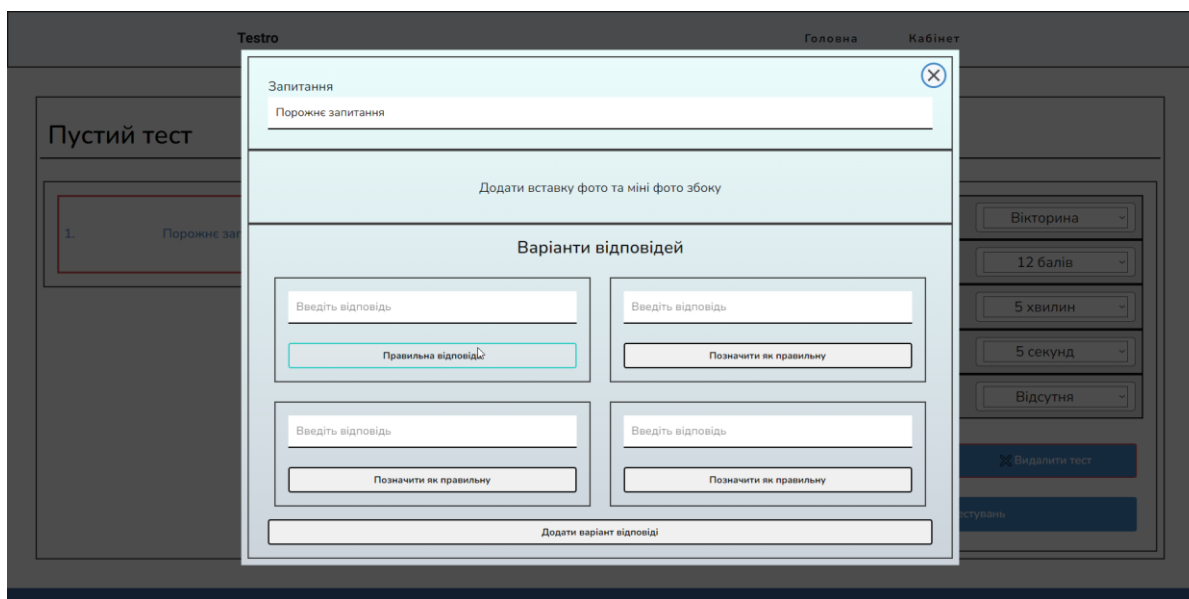 Testro
Головна
Кабінет
Запитання
Порожнє запитання
Пустий тест
Додати вставку фото та міні фото збоку
1.
Порожнє
Варіанти відповідей
Вікторина
12 балів
5 хвилин
5 секунд
Відсутня
Введіть відповідь
Введіть відповідь
Правильна відповідь
Позначити як правильну
Введіть відповідь
Введіть відповідь
Позначити як правильну
Позначити як правильну
Видалити тест
Додати варіант відповіді